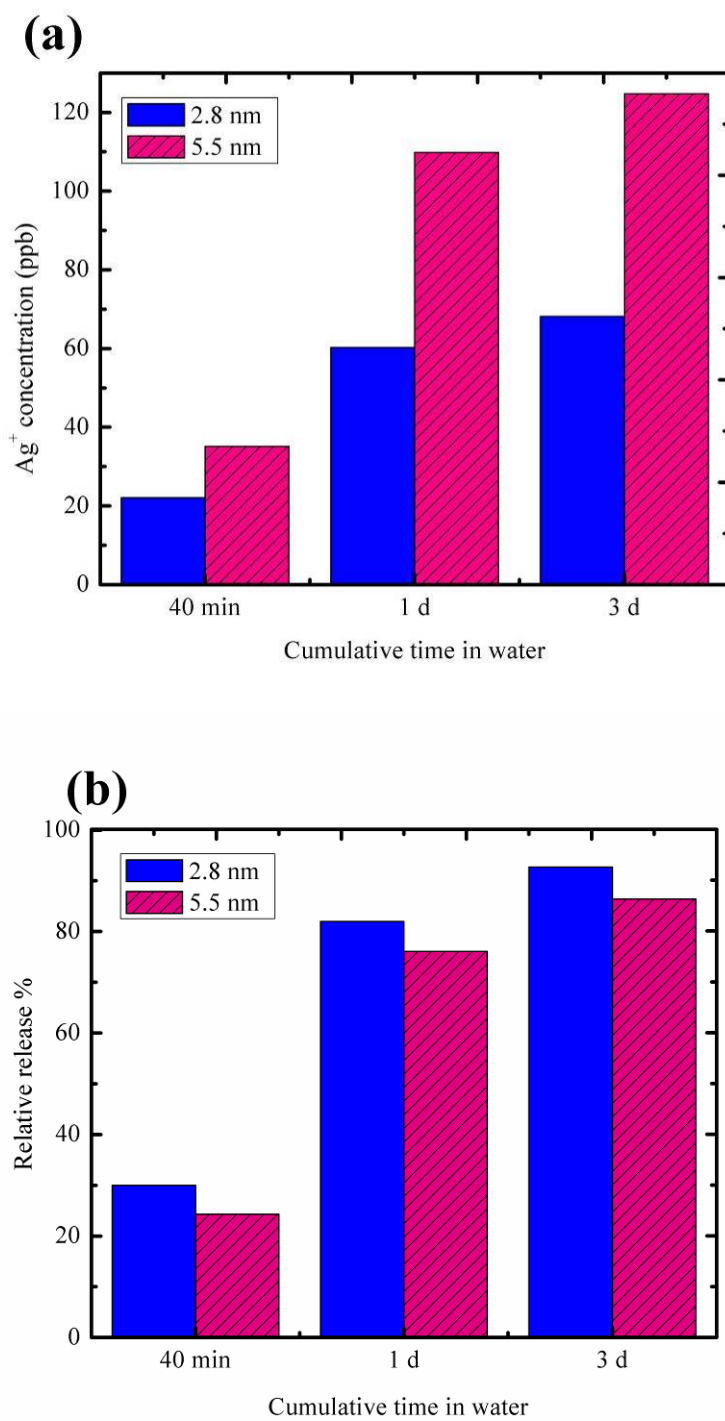 (a)
120
100
80
60
40
20
0
Ag⁺ concentration (ppb)
2.8 nm
5.5 nm
40 min 1 d 3 d
Cumulative time in water
(b)
100
80
60
40
20
0
Relative release %
2.8 nm
5.5 nm
40 min 1 d 3 d
Cumulative time in water